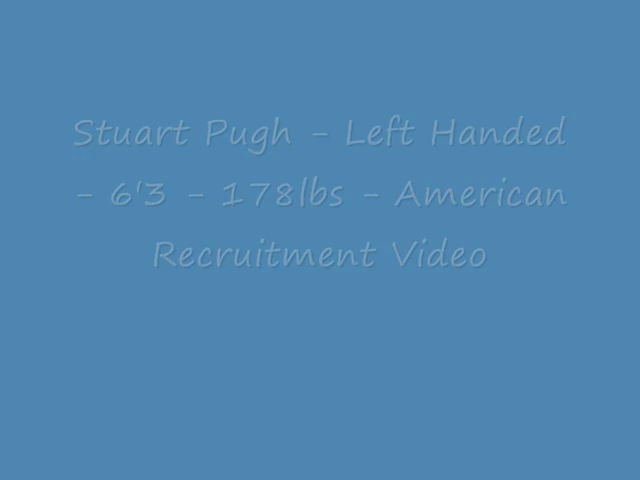 Stuart Pugh - Left Handed
- 6'3 - 178lbs - American
Recruitment Video